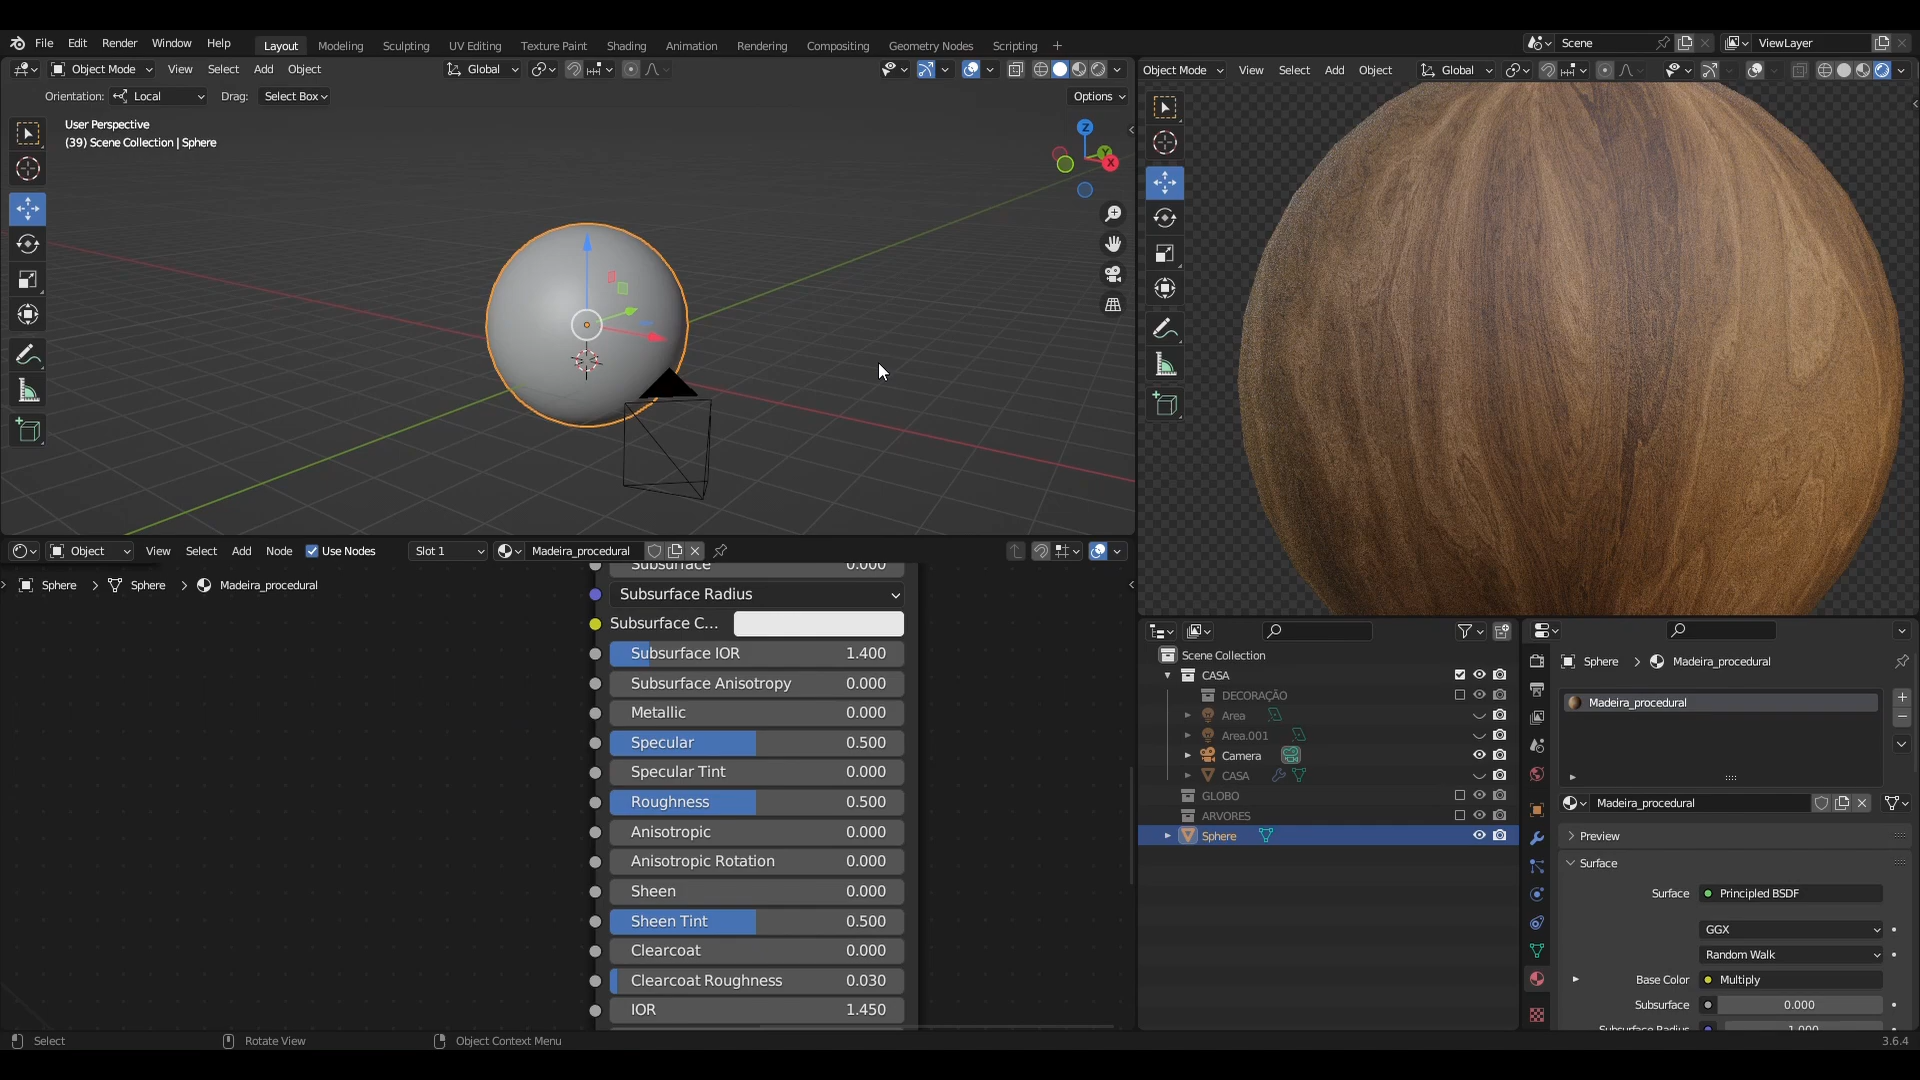 File Edit Render Window Help Layout Modeling Sculpting UV Editing Texture Paint Shading Animation Rendering Compositing Geometry Nodes Scripting + Scene ViewLayer
Object Mode View Select Add Object Global Options
Orientation: Local Drag: Select Box
User Perspective
(39) Scene Collection | Sphere
Z
Y
X
Object Mode View Select Add Object Global
Object View Select Add Node Use Nodes Slot 1 Madeira_procedural
Sphere > Sphere > Madeira_procedural
Subsurface 0.000
Subsurface Radius
Subsurface C...
Subsurface IOR 1.400
Subsurface Anisotropy 0.000
Metallic 0.000
Specular 0.500
Specular Tint 0.000
Roughness 0.500
Anisotropic 0.000
Anisotropic Rotation 0.000
Sheen 0.000
Sheen Tint 0.500
Clearcoat 0.000
Clearcoat Roughness 0.030
IOR 1.450
Scene Collection
CASA
DECORAÇÃO
Area
Area.001
Camera
CASA
GLOBO
ARVORES
Sphere
Sphere > Madeira_procedural
Madeira_procedural
Madeira_procedural
Preview
Surface
Surface Principled BSDF
GGX
Random Walk
Base Color Multiply
Subsurface 0.000
Subsurface Radius 1.000
Select Rotate View Object Context Menu 3.6.4